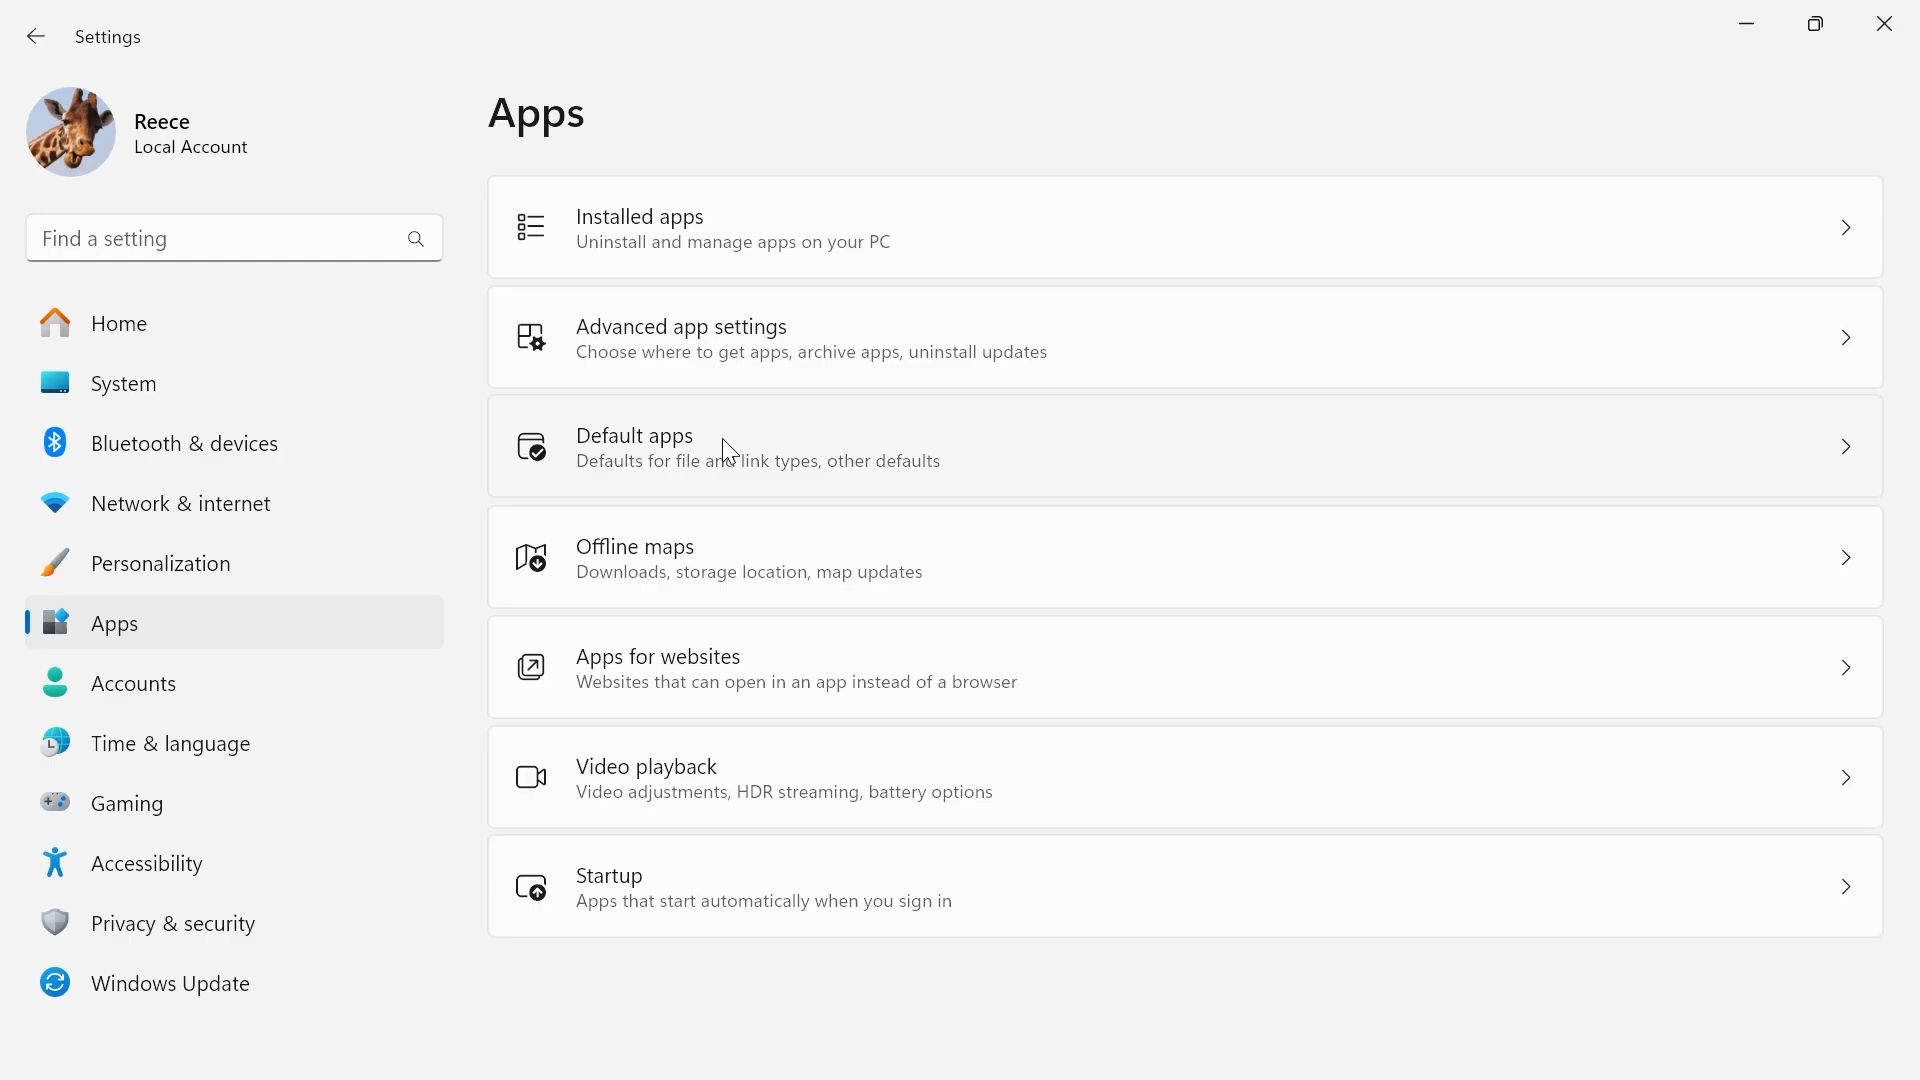 Settings
Reece
Local Account
Find a setting
Home
System
Bluetooth & devices
Network & internet
Personalization
Apps
Accounts
Time & language
Gaming
Accessibility
Privacy & security
Windows Update
Apps
Installed apps
Uninstall and manage apps on your PC
Advanced app settings
Choose where to get apps, archive apps, uninstall updates
Default apps
Defaults for file and link types, other defaults
Offline maps
Downloads, storage location, map updates
Apps for websites
Websites that can open in an app instead of a browser
Video playback
Video adjustments, HDR streaming, battery options
Startup
Apps that start automatically when you sign in